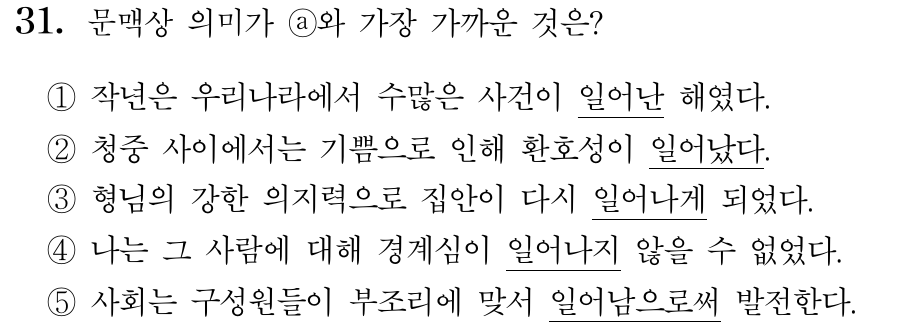 31. 문맥상 의미가 ⓐ와 가장 가까운 것은?
① 작년은 우리나라에서 수많은 사건이 일어난 해였다.
② 청중 사이에서는 기쁨으로 인해 환호성이 일어났다.
③ 형님의 강한 의지력으로 집안이 다시 일어나게 되었다.
④ 나는 그 사람에 대해 경계심이 일어나지 않을 수 없었다.
⑤ 사회는 구성원들이 부조리에 맞서 일어남으로써 발전한다.